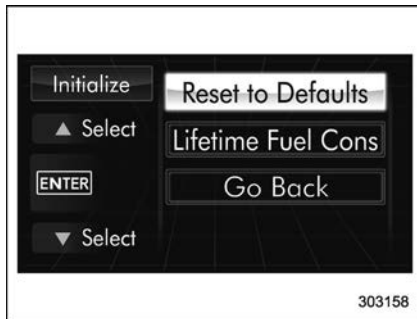 Initialize
Reset to Defaults
▲ Select
Lifetime Fuel Cons
ENTER
Go Back
▼ Select
303158